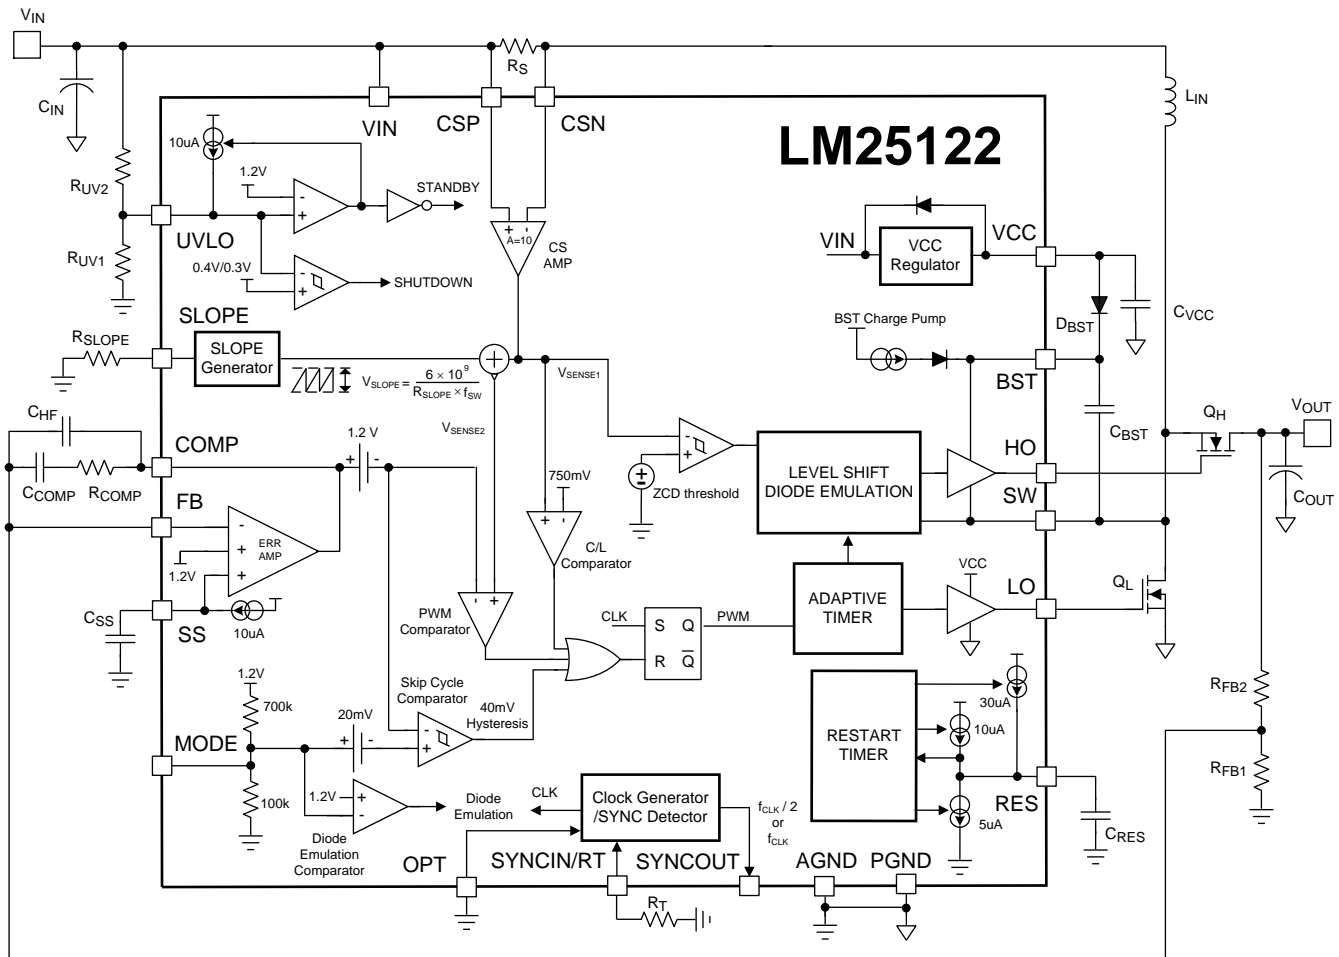 VIN
RS
CIN
LIN
VIN
CSP
CSN
LM25122
10uA
1.2V
STANDBY
RUV2
UVLO
+
-
+
-
A=10
CS
AMP
VIN
VCC
Regulator
VCC
RUV1
0.4V/0.3V
-
+
SHUTDOWN
CVCC
DBST
SLOPE
RSLOPE
SLOPE
Generator
VSLOPE = 6 × 10^9 / RSLOPE × fSW
+
VSENSE1
BST Charge Pump
BST
CHF
COMP
1.2 V
+
-
VSENSE2
CBST
QH
VOUT
CCOMP
RCOMP
-
+
ZCD threshold
+
-
LEVEL SHIFT
DIODE EMULATION
HO
SW
COUT
FB
750mV
+
-
-
+
+
ERR
AMP
1.2V
C/L
Comparator
CSS
SS
10uA
PWM
Comparator
-
+
CLK
S
Q
R
Q
PWM
ADAPTIVE
TIMER
VCC
LO
QL
1.2V
700k
Skip Cycle
Comparator
40mV
Hysteresis
20mV
+
-
-
+
MODE
RESTART
TIMER
30uA
10uA
5uA
RES
RFB2
RFB1
CRES
100k
1.2V
+
-
Diode
Emulation
Comparator
Diode
Emulation
CLK
Clock Generator
/SYNC Detector
fCLK / 2
or
fCLK
OPT
SYNCIN/RT
SYNCOUT
AGND
PGND
RT